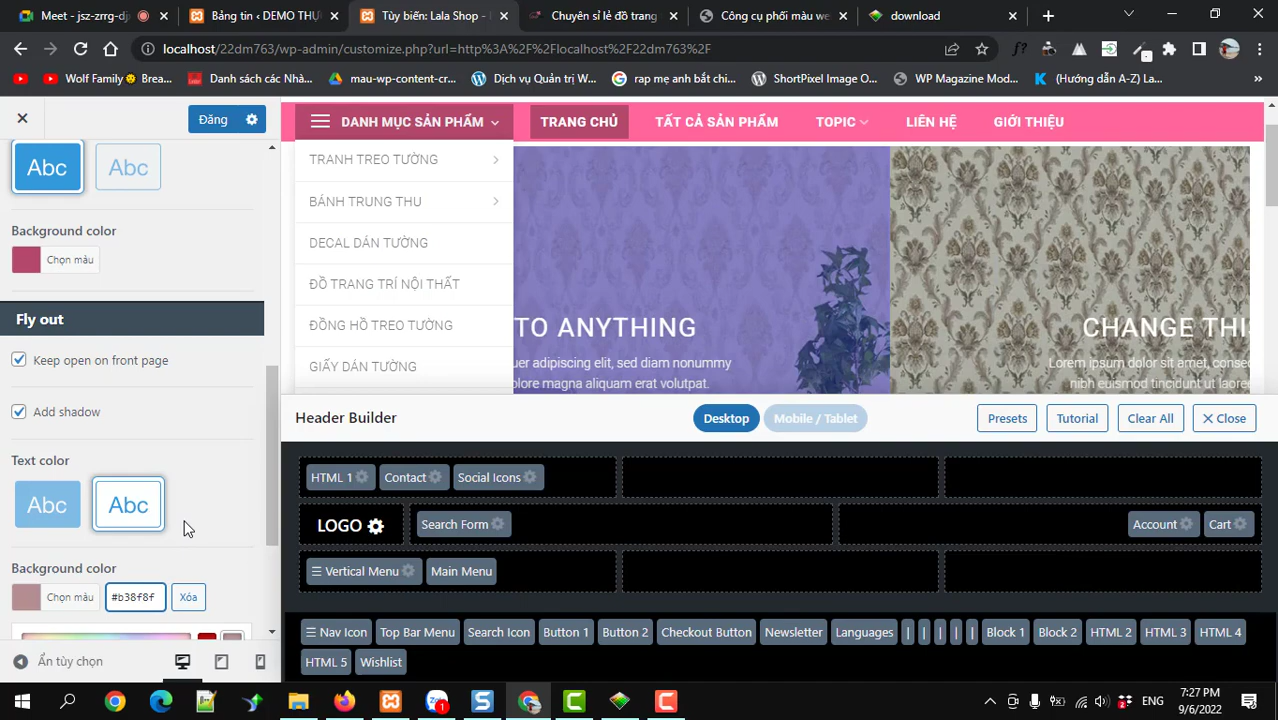 Meet - jsz-zrrg-dj
Bảng tin ‹ DEMO THỰ
Tùy biến: Lala Shop -
Chuyên sỉ lẻ đồ trang
Công cụ phối màu we
download
localhost/22dm763/wp-admin/customize.php?url=http%3A%2F%2Flocalhost%2F22dm763%2F
Wolf Family Brea...
Danh sách các Nhà...
mau-wp-content-cr...
Dịch vụ Quản trị W...
rap mẹ anh bắt chi...
ShortPixel Image O...
WP Magazine Mod...
(Hướng dẫn A-Z) La...
Đăng
DANH MỤC SẢN PHẨM
TRANG CHỦ
TẤT CẢ SẢN PHẨM
TOPIC
LIÊN HỆ
GIỚI THIỆU
Abc
Abc
Background color
Chọn màu
Fly out
Keep open on front page
Add shadow
Text color
Abc
Abc
Background color
Chọn màu
#b38f8f
Xóa
Ẩn tùy chọn
TRANH TREO TƯỜNG
BÁNH TRUNG THU
DECAL DÁN TƯỜNG
ĐỒ TRANG TRÍ NỘI THẤT
ĐỒNG HỒ TREO TƯỜNG
GIẤY DÁN TƯỜNG
TO ANYTHING
uer adipiscing elit, sed diam nonummy
olore magna aliquam erat volutpat.
CHANGE THI
Lorem ipsum dolor sit amet, consec
nibh euismod tincidunt ut laore
Header Builder
Desktop
Mobile / Tablet
Presets
Tutorial
Clear All
Close
HTML 1
Contact
Social Icons
LOGO
Search Form
Account
Cart
Vertical Menu
Main Menu
Nav Icon
Top Bar Menu
Search Icon
Button 1
Button 2
Checkout Button
Newsletter
Languages
|
|
|
|
|
Block 1
Block 2
HTML 2
HTML 3
HTML 4
HTML 5
Wishlist
ENG
7:27 PM
9/6/2022